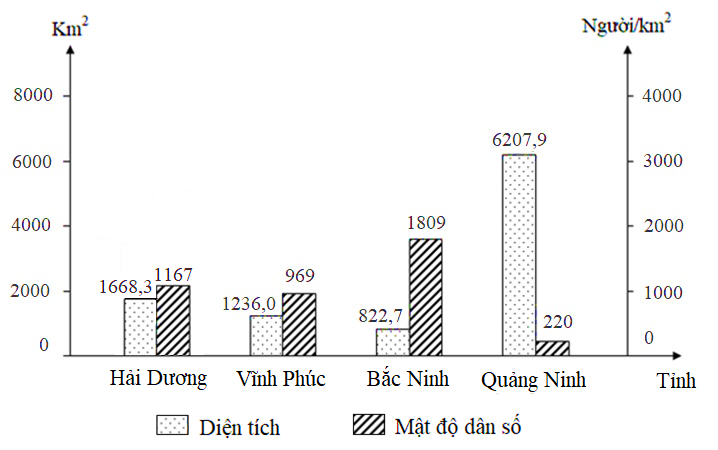 Km²
Người/km²
8000
6000
4000
2000
0
4000
3000
2000
1000
0
1668,3
1167
1236,0
969
822,7
1809
6207,9
220
Hải Dương
Vĩnh Phúc
Bắc Ninh
Quảng Ninh
Tỉnh
Diện tích
Mật độ dân số